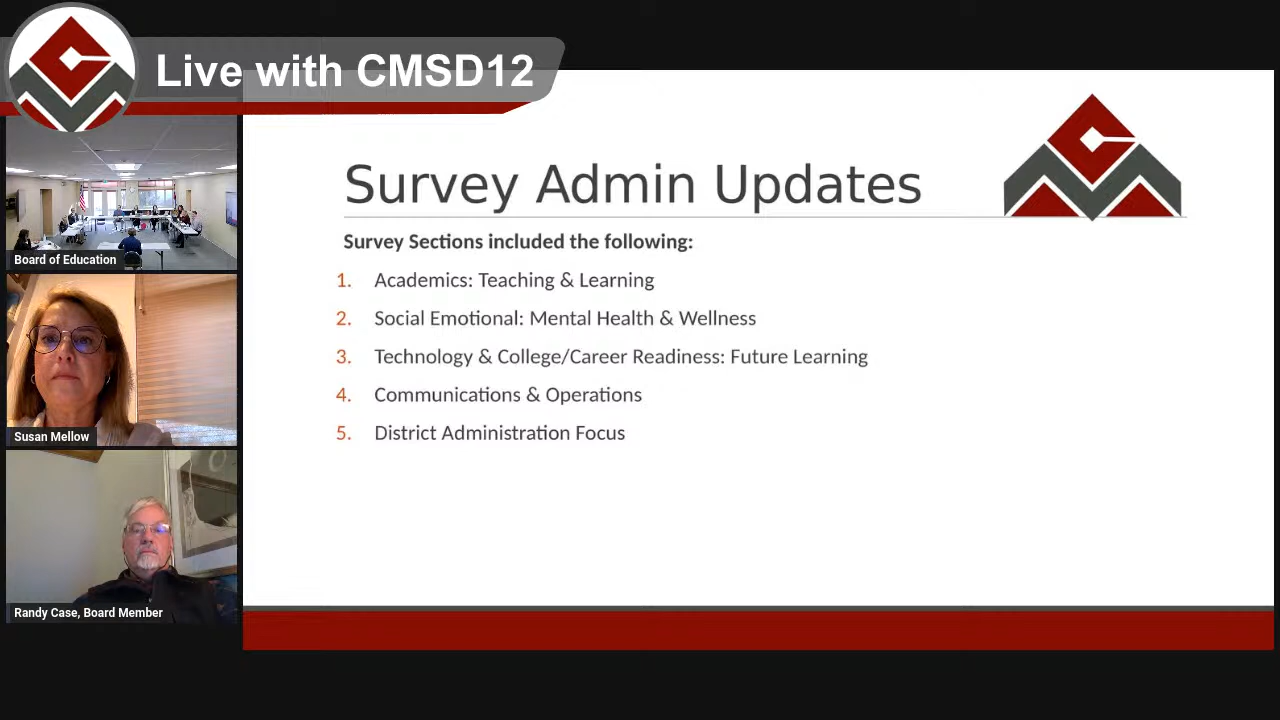 Live with CMSD12
Board of Education
Susan Mellow
Randy Case, Board Member
Survey Admin Updates
Survey Sections included the following:
1. Academics: Teaching & Learning
2. Social Emotional: Mental Health & Wellness
3. Technology & College/Career Readiness: Future Learning
4. Communications & Operations
5. District Administration Focus